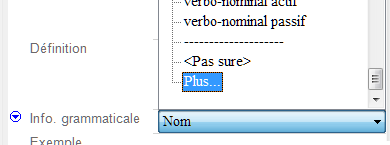 verbo-nominal actif
verbo-nominal passif
--------------------
<Pas sure>
Plus...
Définition
Info. grammaticale
Nom
Exemple